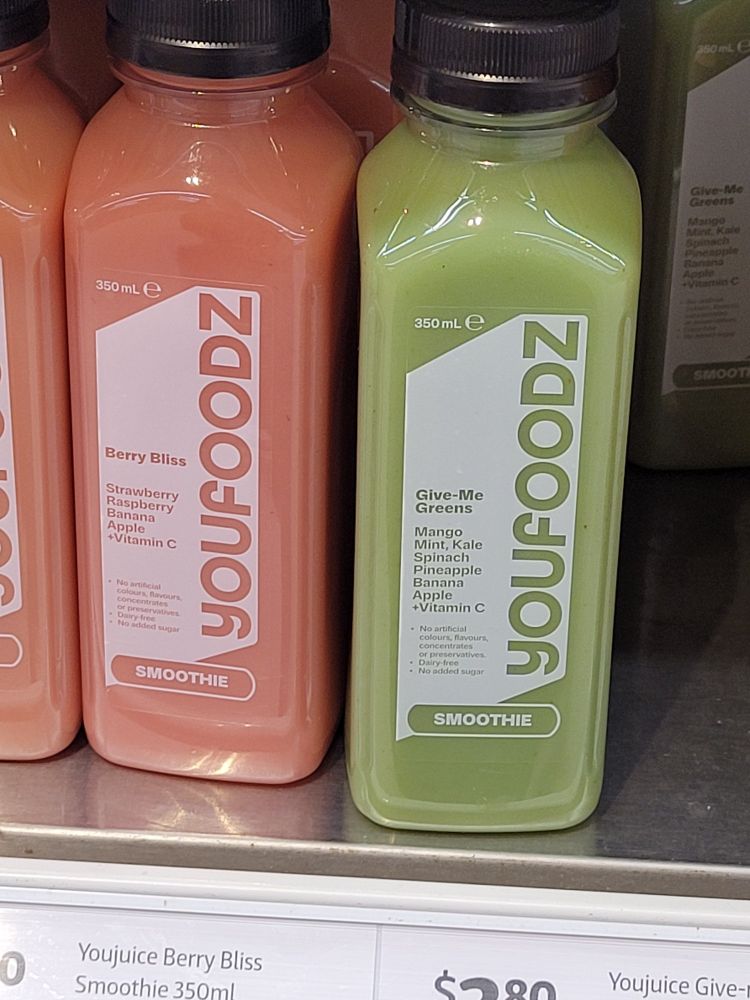 350 mL e
YOUFOODZ
Berry Bliss
Strawberry
Raspberry
Banana
Apple
+Vitamin C
• No artificial
colours, flavours,
concentrates
or preservatives.
• Dairy-free
• No added sugar
SMOOTHIE
350 mL e
YOUFOODZ
Give-Me
Greens
Mango
Mint, Kale
Spinach
Pineapple
Banana
Apple
+Vitamin C
• No artificial
colours, flavours,
concentrates
or preservatives.
• Dairy-free
• No added sugar
SMOOTHIE
350 mL
Give-Me
Greens
Mango
Mint, Kale
Spinach
Pineapple
Banana
Apple
+Vitamin C
Youjuice Berry Bliss
Smoothie 350ml
Youjuice